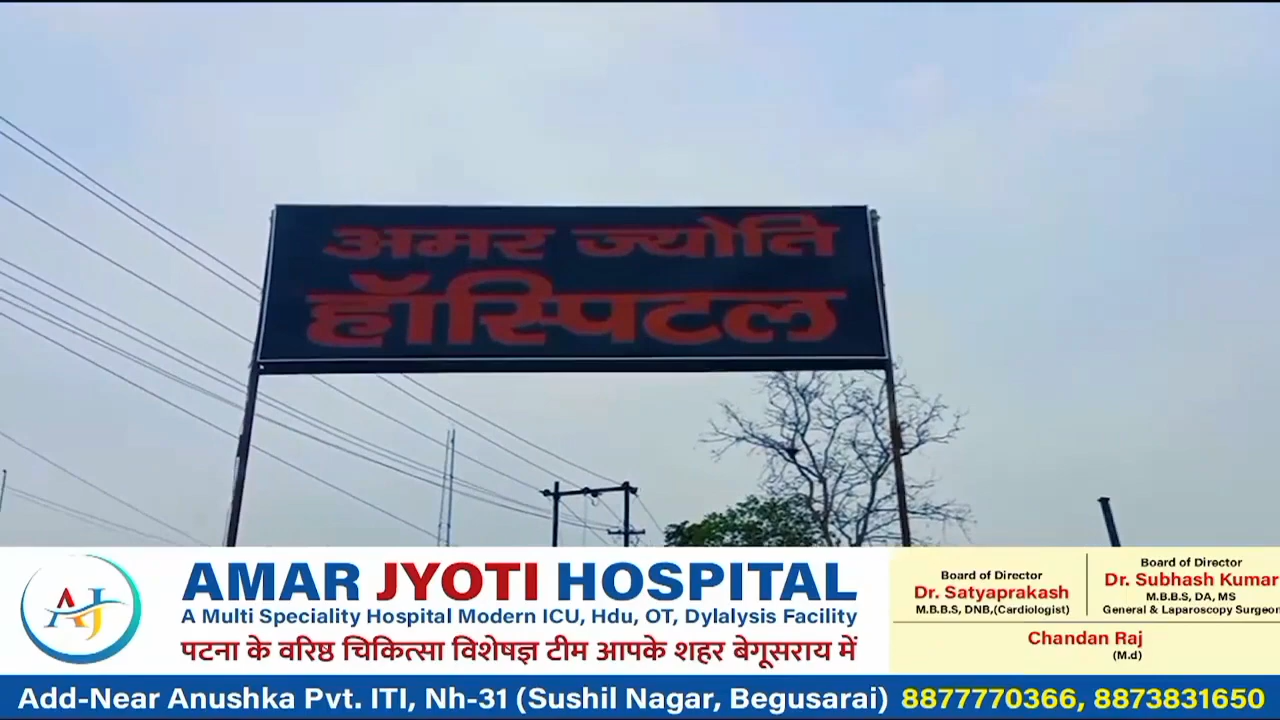 अमर ज्योति
हॉस्पिटल
AJ
AMAR JYOTI HOSPITAL
A Multi Speciality Hospital Modern ICU, Hdu, OT, Dylalysis Facility
पटना के वरिष्ठ चिकित्सा विशेषज्ञ टीम आपके शहर बेगूसराय में
Board of Director
Dr. Satyaprakash
M.B.B.S, DNB,(Cardiologist)
Board of Director
Dr. Subhash Kumar
M.B.B.S, DA, MS
General & Laparoscopy Surgeon
Chandan Raj
(M.d)
Add-Near Anushka Pvt. ITI, Nh-31 (Sushil Nagar, Begusarai) 8877770366, 8873831650